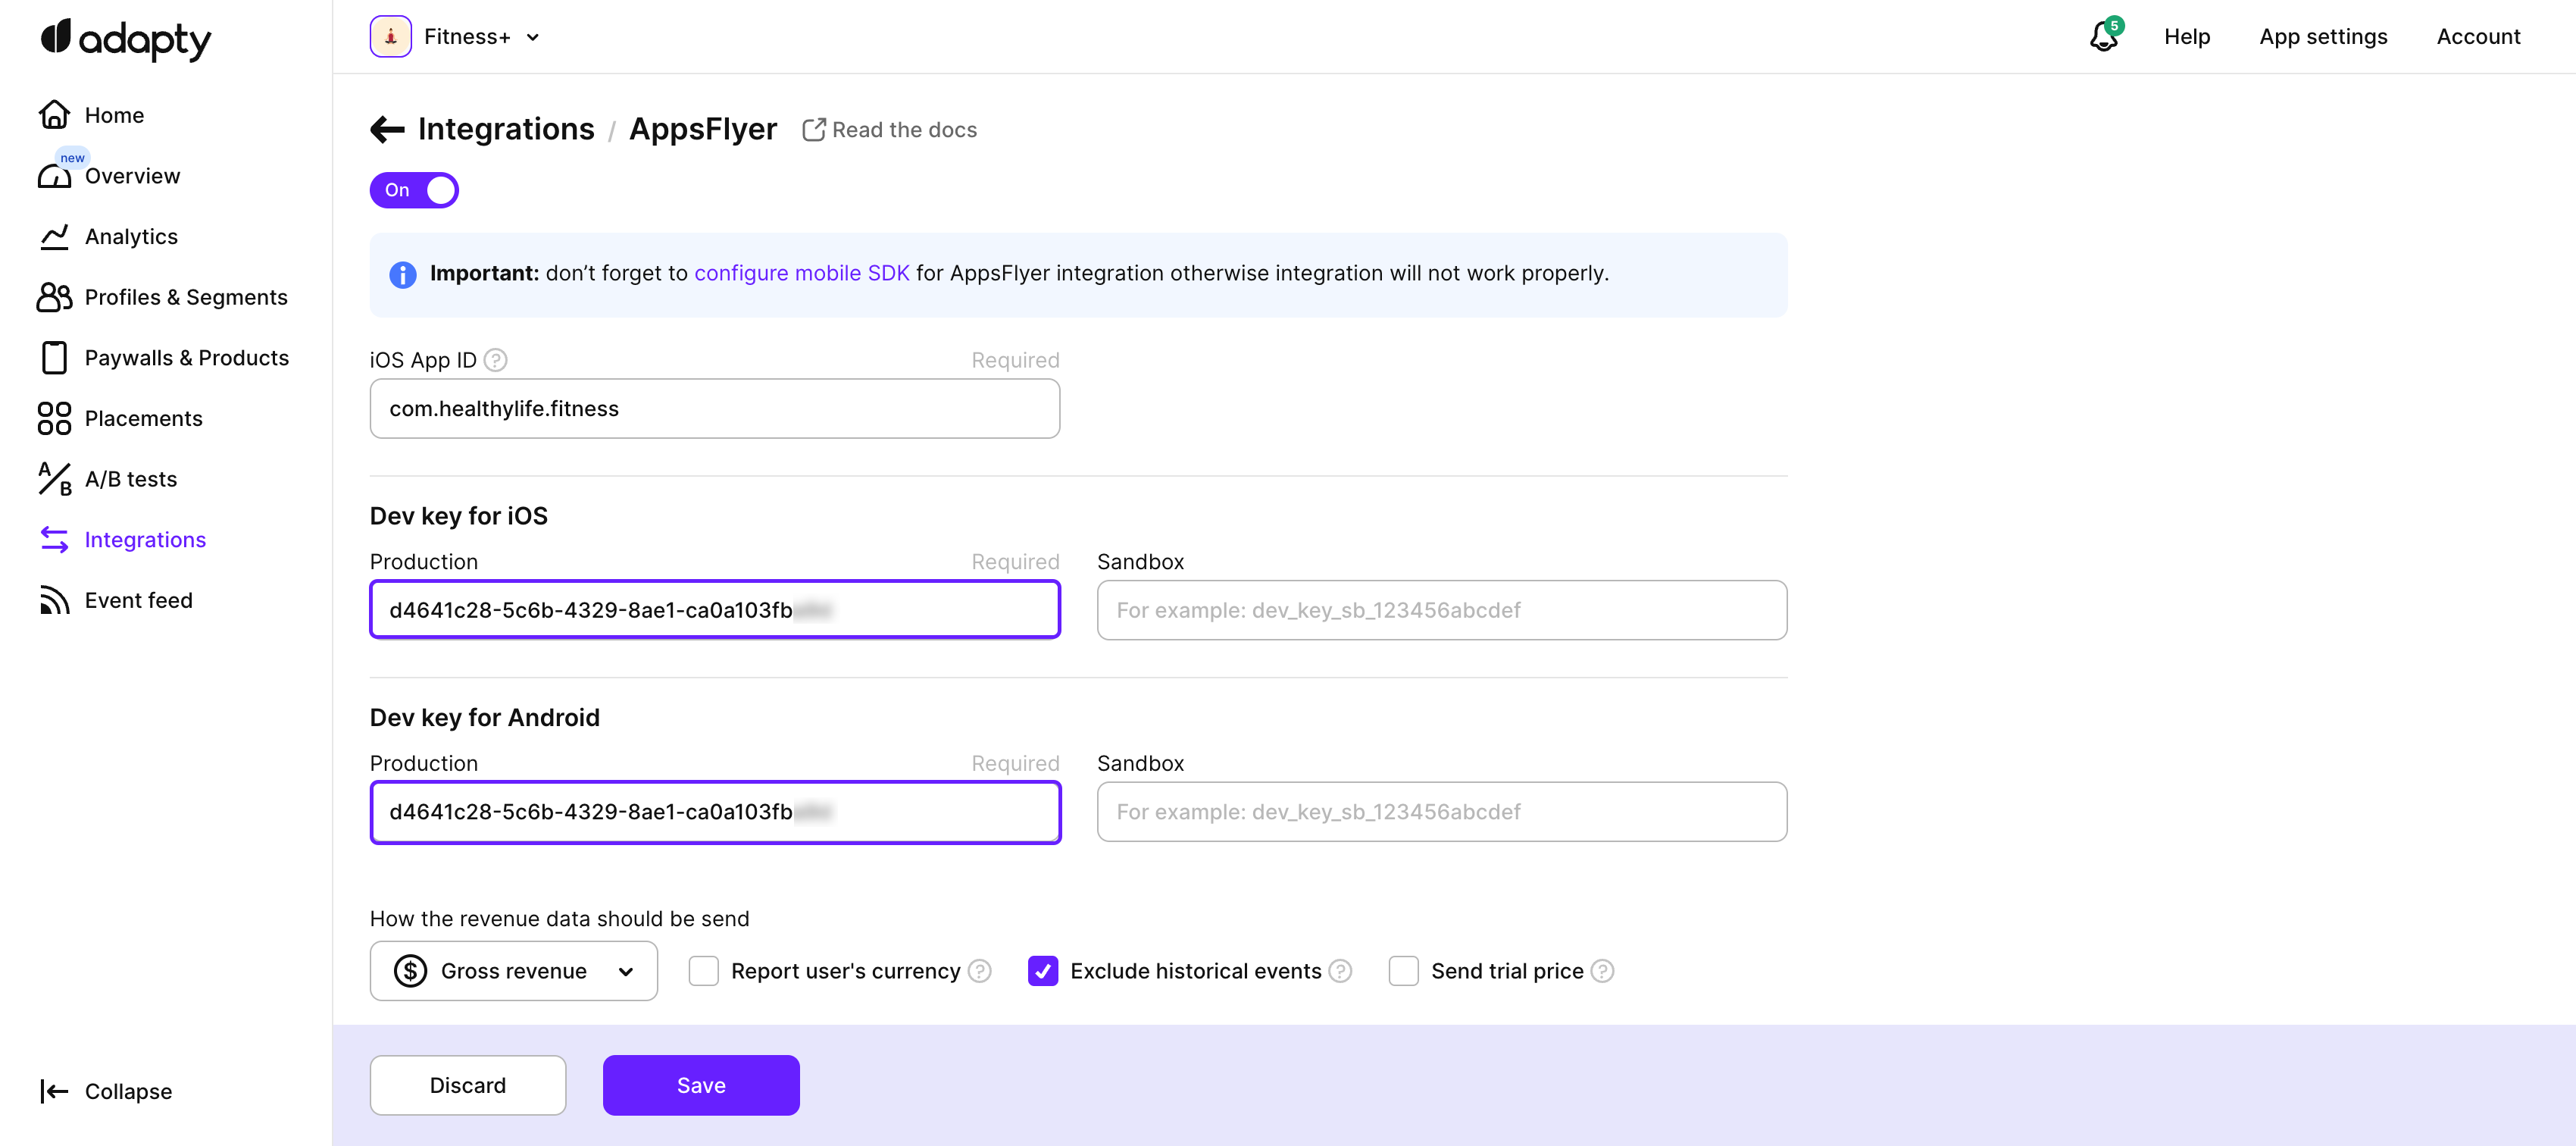 adapty
Fitness+
5
Help
App settings
Account
Home
new
Overview
Analytics
Profiles & Segments
Paywalls & Products
Placements
A/B tests
Integrations
Event feed
Collapse
Integrations / AppsFlyer
Read the docs
On
Important: don’t forget to configure mobile SDK for AppsFlyer integration otherwise integration will not work properly.
iOS App ID ?
Required
com.healthylife.fitness
Dev key for iOS
Production
Required
Sandbox
d4641c28-5c6b-4329-8ae1-ca0a103fb
For example: dev_key_sb_123456abcdef
Dev key for Android
Production
Required
Sandbox
d4641c28-5c6b-4329-8ae1-ca0a103fb
For example: dev_key_sb_123456abcdef
How the revenue data should be send
$ Gross revenue
Report user's currency ?
Exclude historical events ?
Send trial price ?
Discard
Save